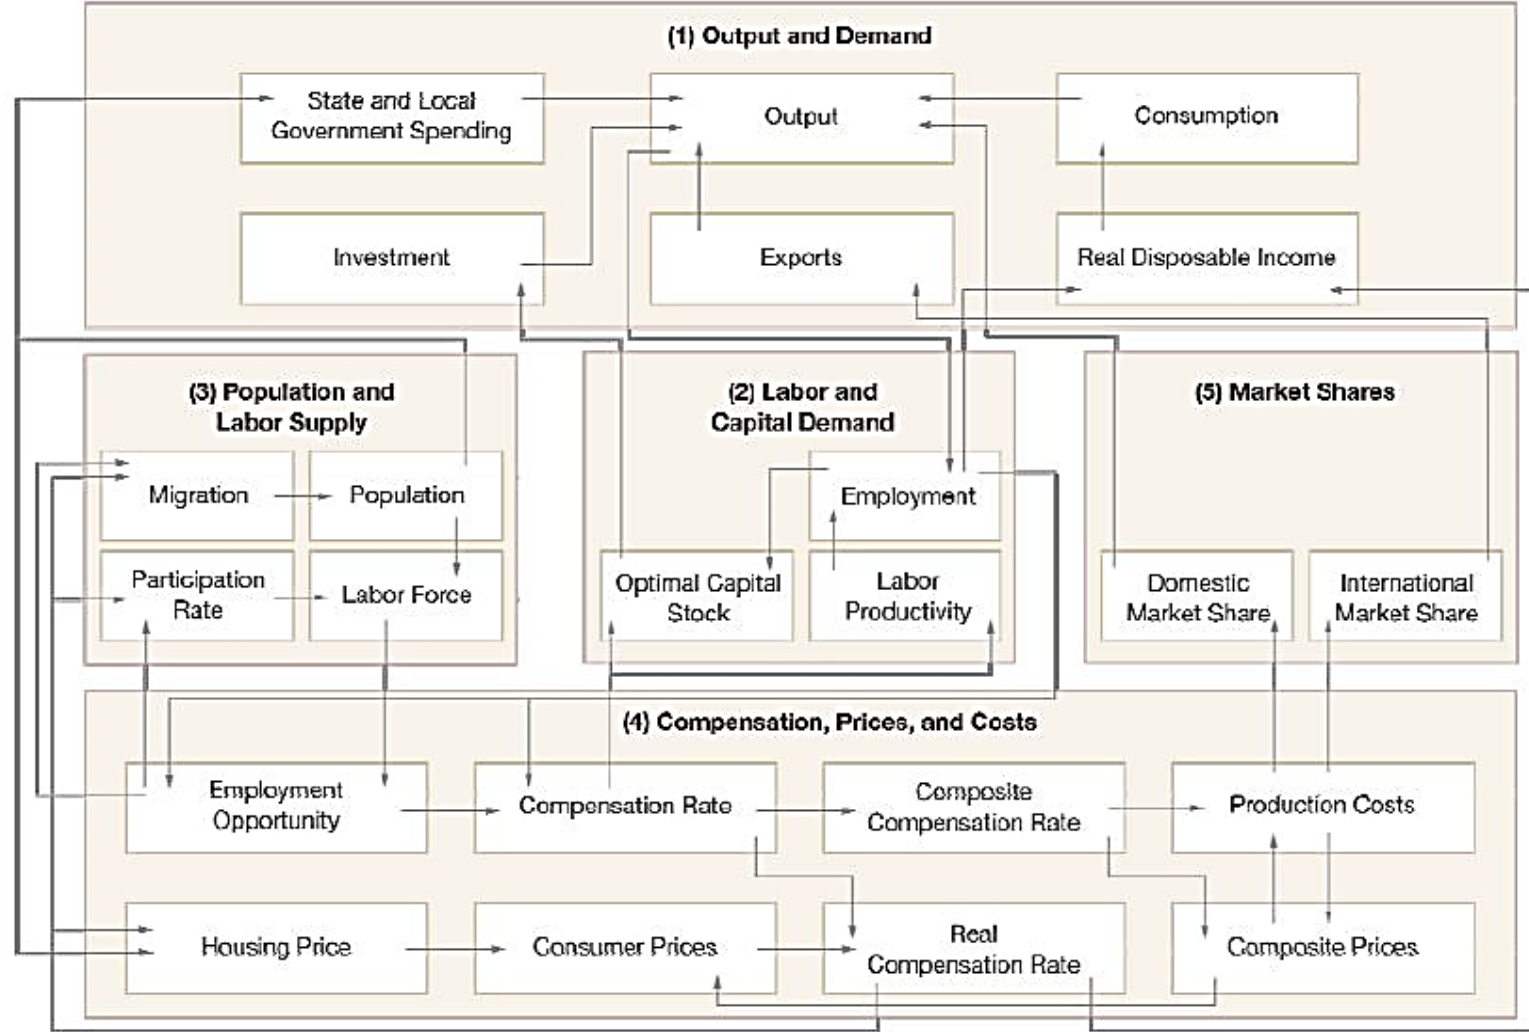 (1) Output and Demand
State and Local
Government Spending
Output
Consumption
Investment
Exports
Real Disposable Income
(3) Population and
Labor Supply
Migration
Population
Participation
Rate
Labor Force
(2) Labor and
Capital Demand
Employment
Optimal Capital
Stock
Labor
Productivity
(5) Market Shares
Domestic
Market Share
International
Market Share
(4) Compensation, Prices, and Costs
Employment
Opportunity
Compensation Rate
Composite
Compensation Rate
Production Costs
Housing Price
Consumer Prices
Real
Compensation Rate
Composite Prices